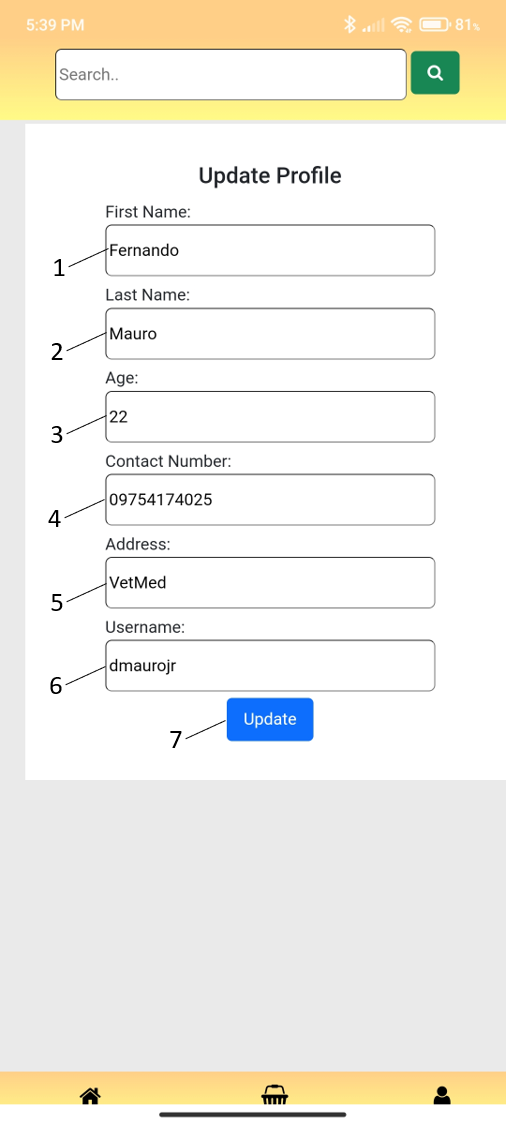 5:39 PM 81%
Search..
Update Profile
First Name:
1 Fernando
Last Name:
2 Mauro
Age:
3 22
Contact Number:
4 09754174025
Address:
5 VetMed
Username:
6 dmaurojr
7 Update